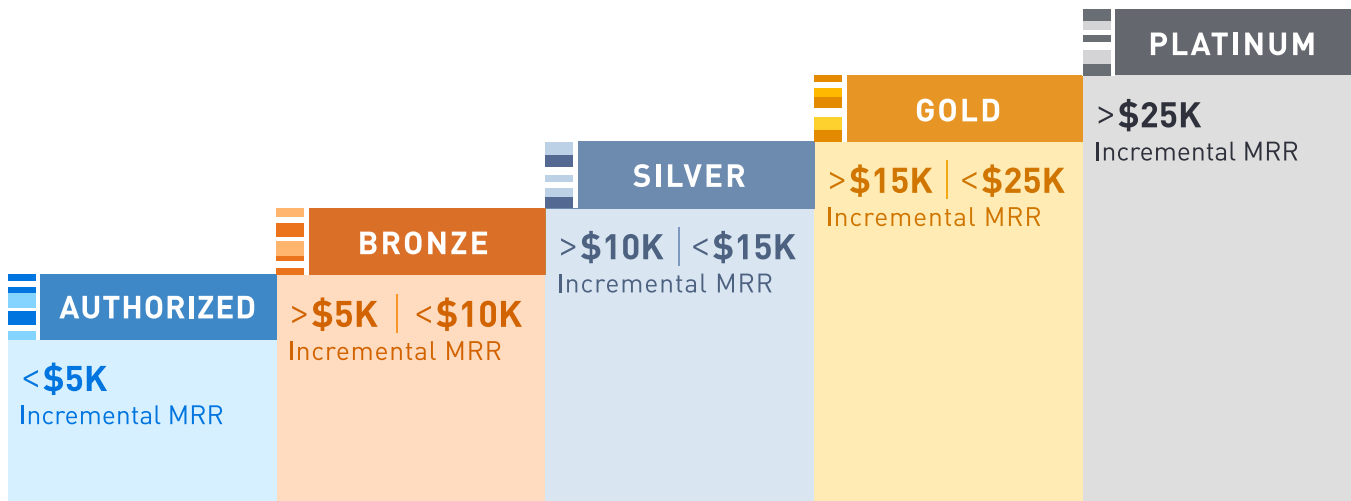 AUTHORIZED
<$5K
Incremental MRR
BRONZE
>$5K | <$10K
Incremental MRR
SILVER
>$10K | <$15K
Incremental MRR
GOLD
>$15K | <$25K
Incremental MRR
PLATINUM
>$25K
Incremental MRR